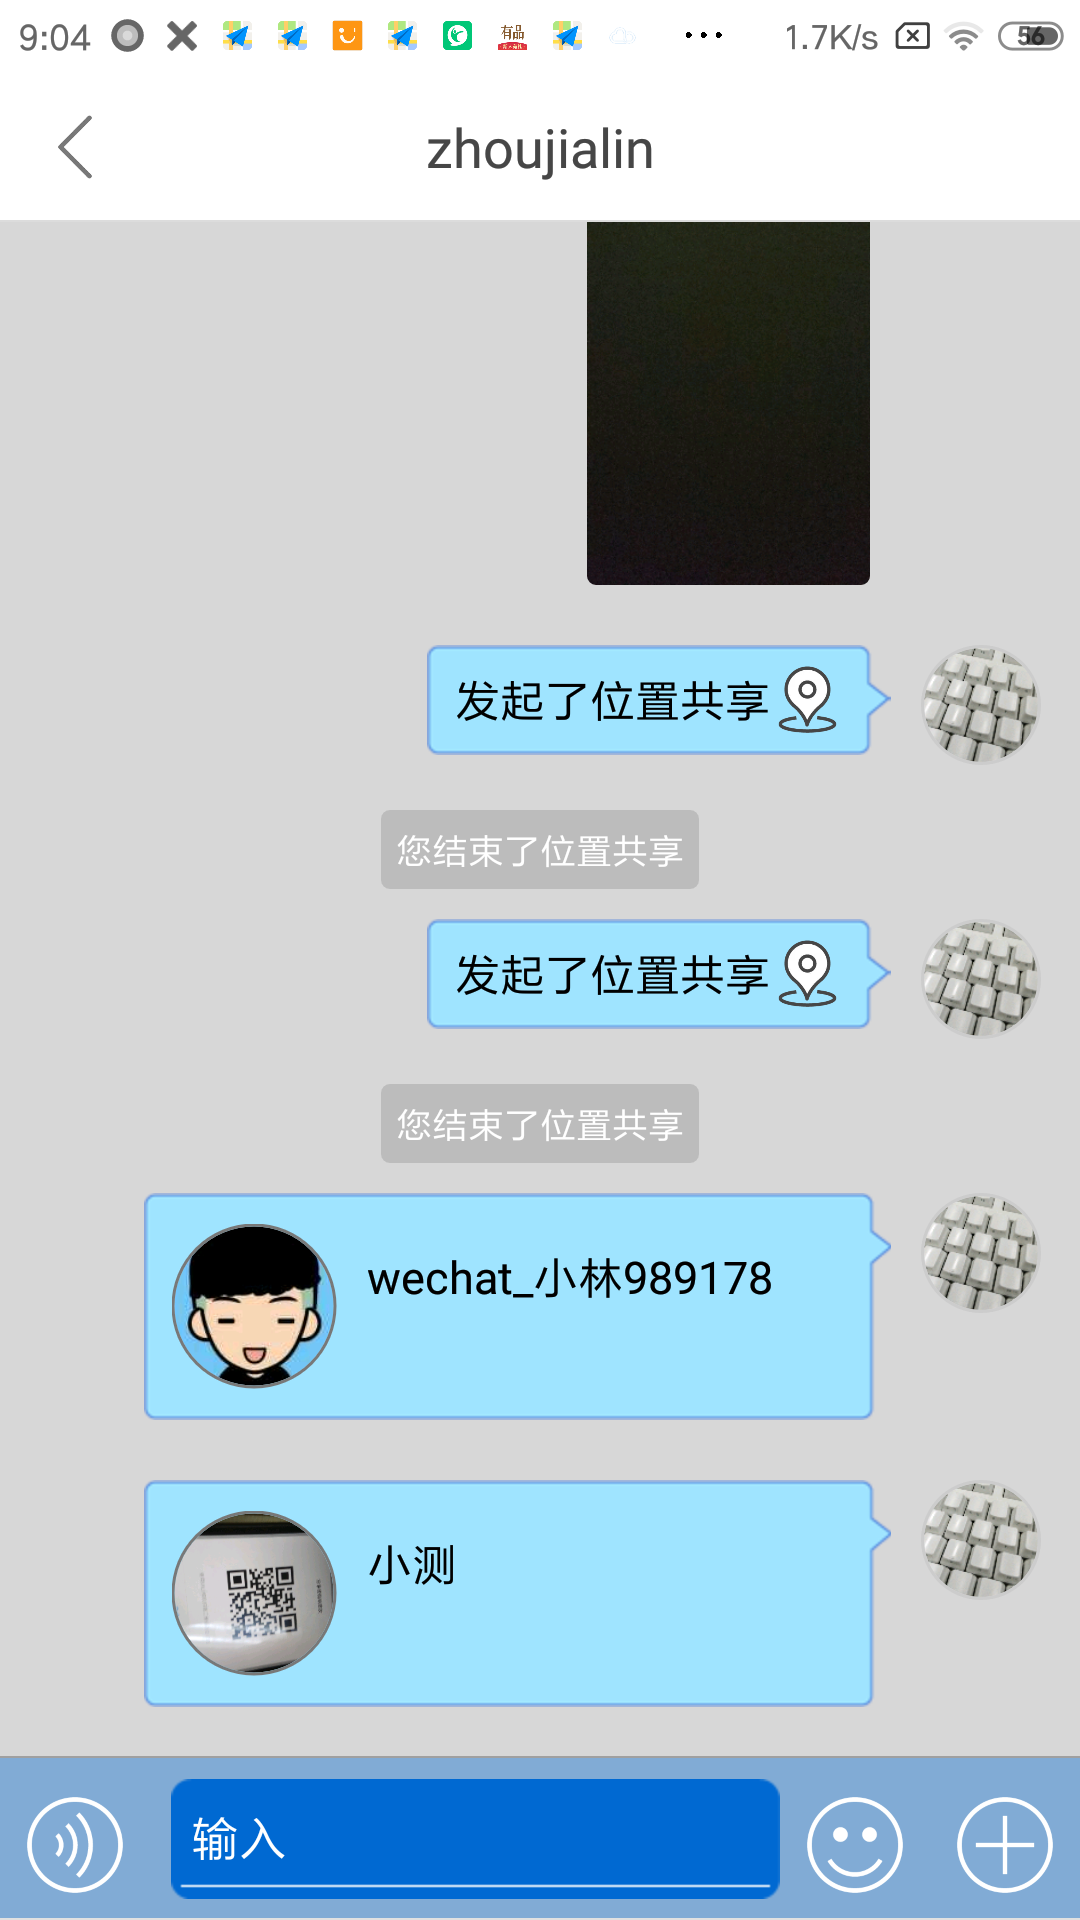 9:04
有品
1.7K/s
56
zhoujialin
发起了位置共享
您结束了位置共享
发起了位置共享
您结束了位置共享
wechat_小林989178
小测
输入